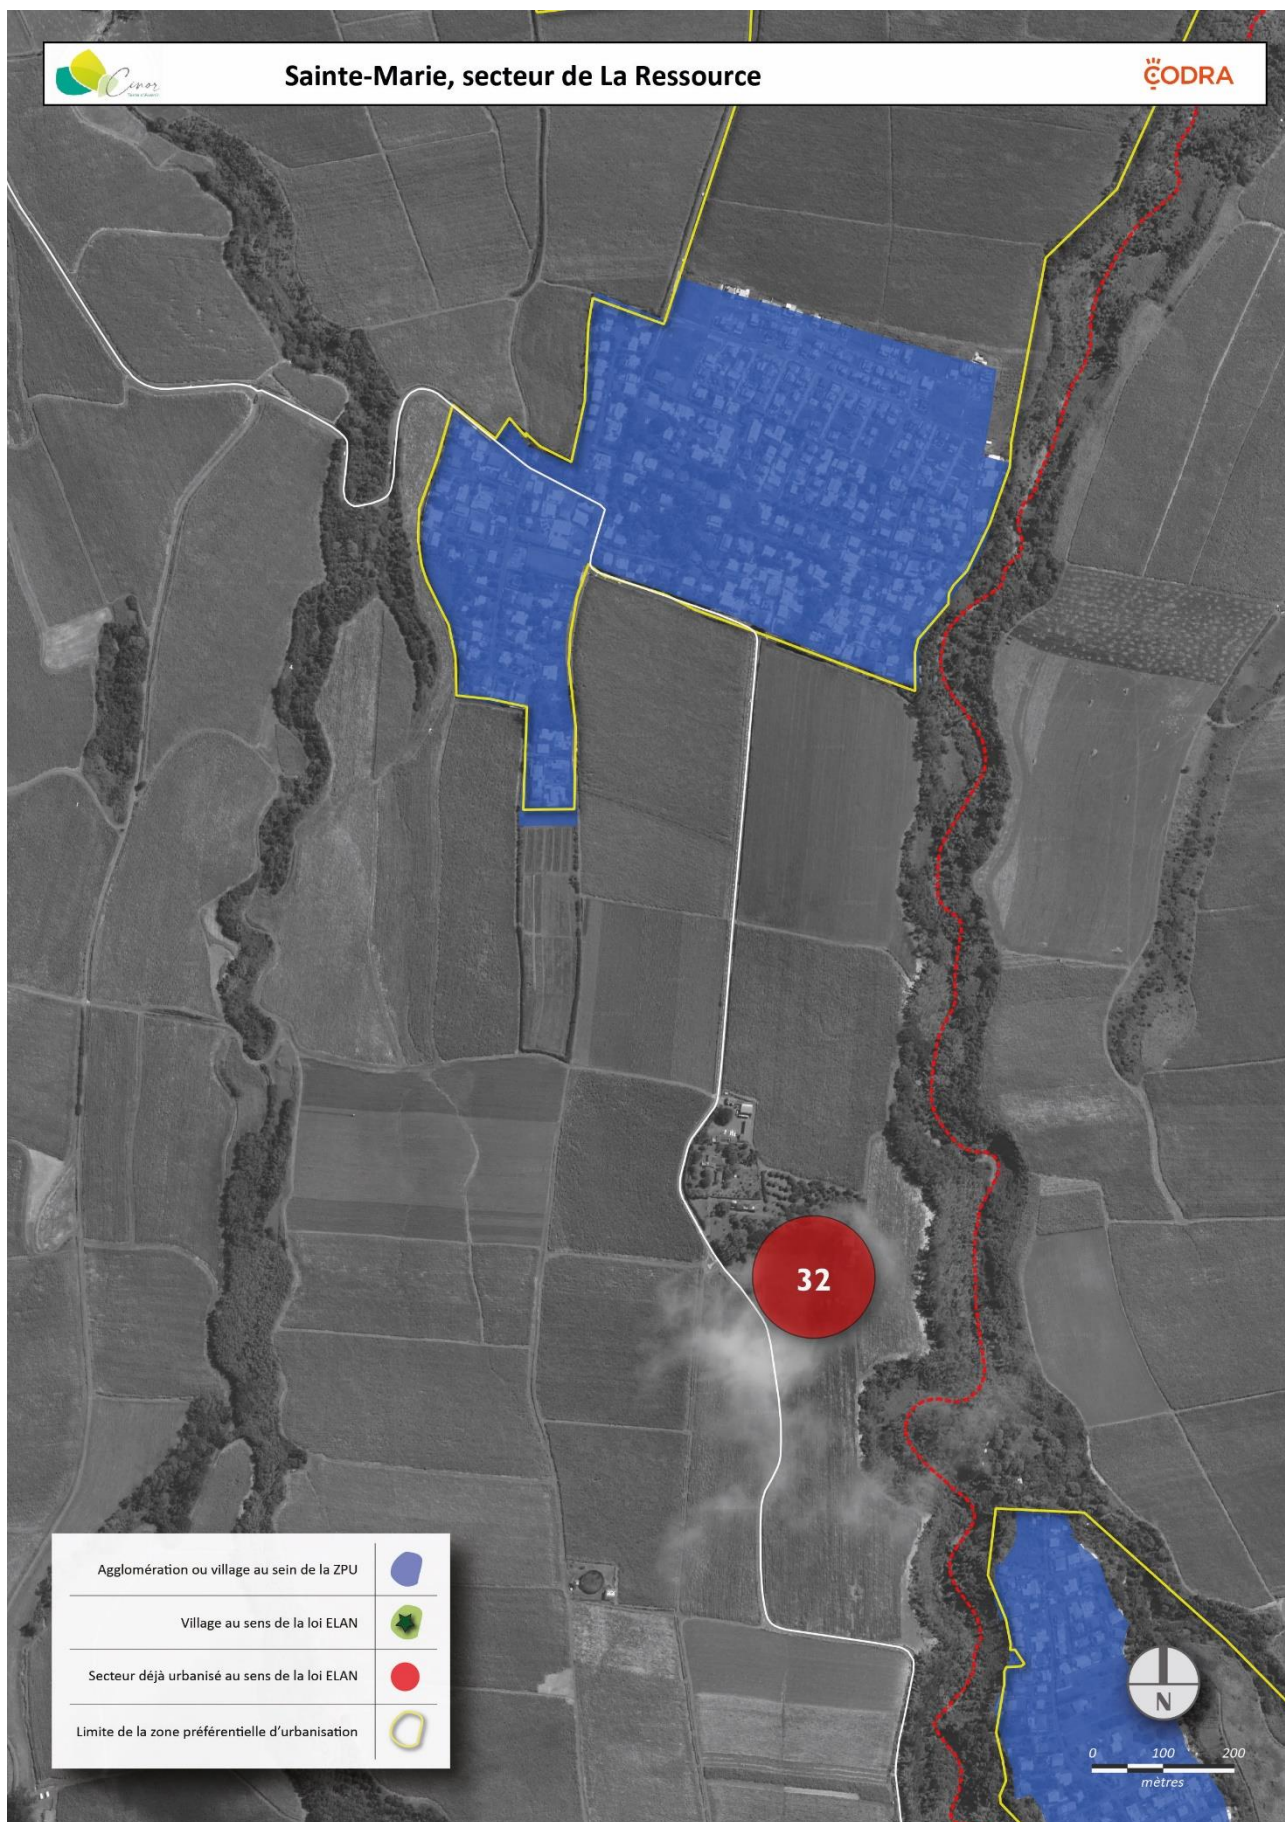 Cinor
Sainte-Marie, secteur de La Ressource
CODRA
32
Agglomération ou village au sein de la ZPU
Village au sens de la loi ELAN
Secteur déjà urbanisé au sens de la loi ELAN
Limite de la zone préférentielle d'urbanisation
N
0 100 200
mètres